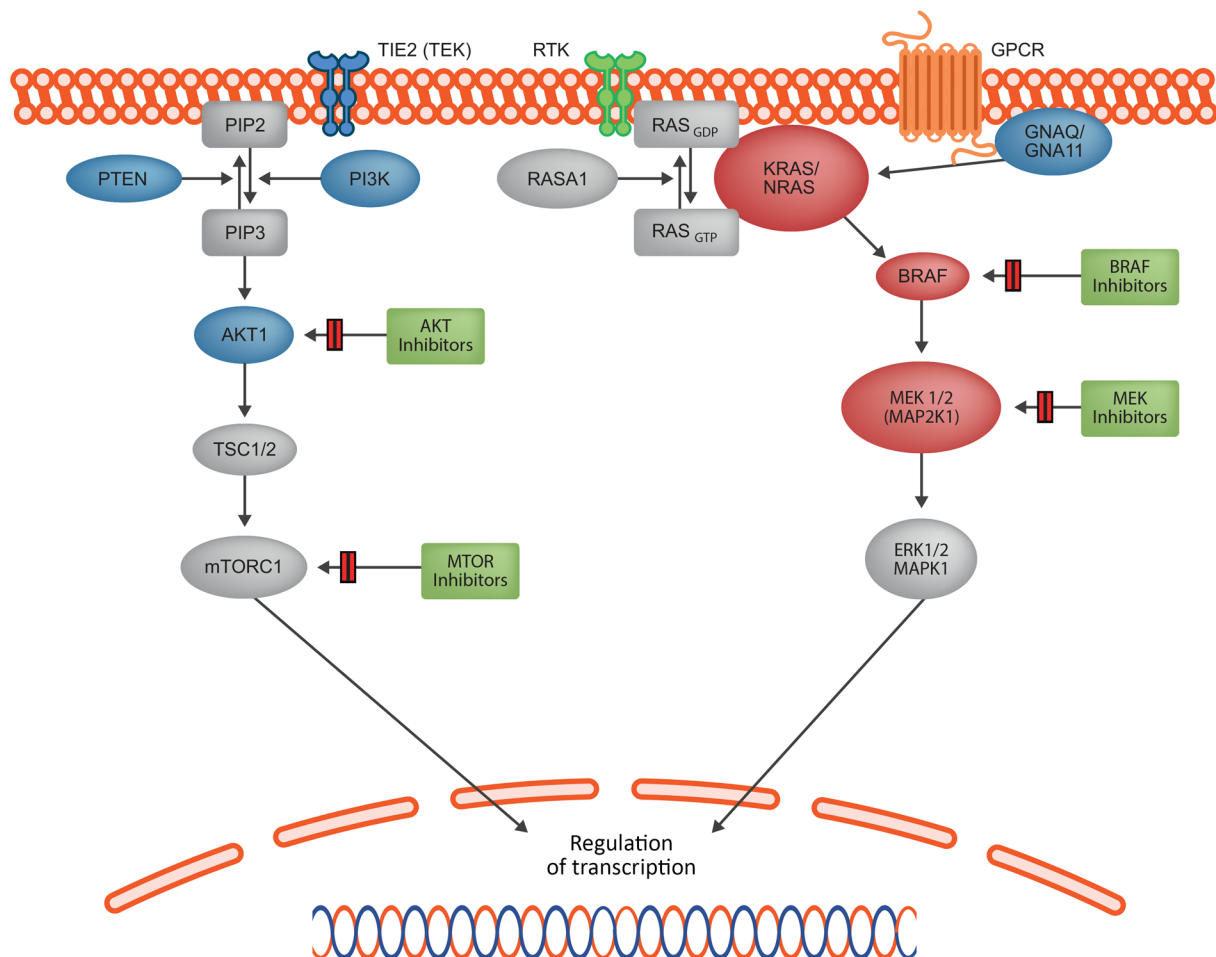 TIE2 (TEK)
RTK
GPCR
PIP2
RAS GDP
GNAQ/
GNA11
PTEN
PI3K
RASA1
KRAS/
NRAS
PIP3
RAS GTP
BRAF
BRAF
Inhibitors
AKT1
AKT
Inhibitors
MEK 1/2
(MAP2K1)
MEK
Inhibitors
TSC1/2
mTORC1
MTOR
Inhibitors
ERK1/2
MAPK1
Regulation
of transcription